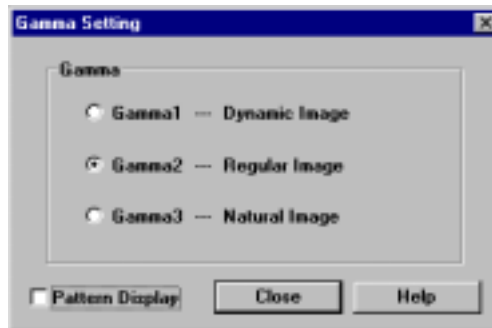 Gamma Setting
Gamma
Gamma1 --- Dynamic Image
Gamma2 --- Regular Image
Gamma3 --- Natural Image
Pattern Display Close Help